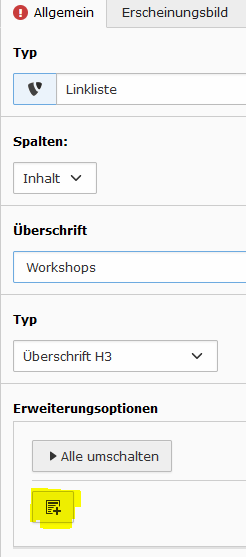 Allgemein Erscheinungsbild
Typ
Linkliste
Spalten:
Inhalt
Überschrift
Workshops
Typ
Überschrift H3
Erweiterungsoptionen
Alle umschalten